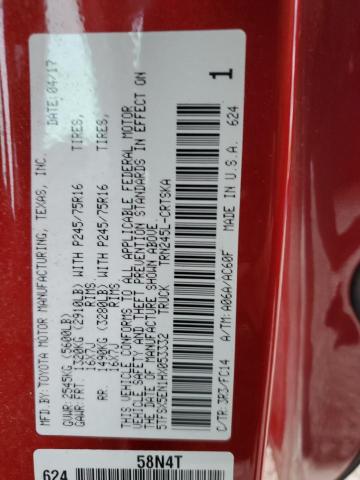 MFD. BY: TOYOTA MOTOR MANUFACTURING, TEXAS, INC.
DATE: 04/17
GVWR: 2545KG (5600LB)
GAWR: FRT. 1320KG (2910LB) WITH P245/75R16 TIRES,
16X7J RIMS
RR. 1490KG (3280LB) WITH P245/75R16 TIRES,
16X7J RIMS
THIS VEHICLE CONFORMS TO ALL APPLICABLE FEDERAL MOTOR
VEHICLE SAFETY AND THEFT PREVENTION STANDARDS IN EFFECT ON
THE DATE OF MANUFACTURE SHOWN ABOVE.
5TFSX5EN1HX053332 TRUCK TRN245L-CRTSKA
1
C/TR: 3R3/FC14 A/TM: A06A/AC60F
MADE IN U.S.A. 624
624 58N4T